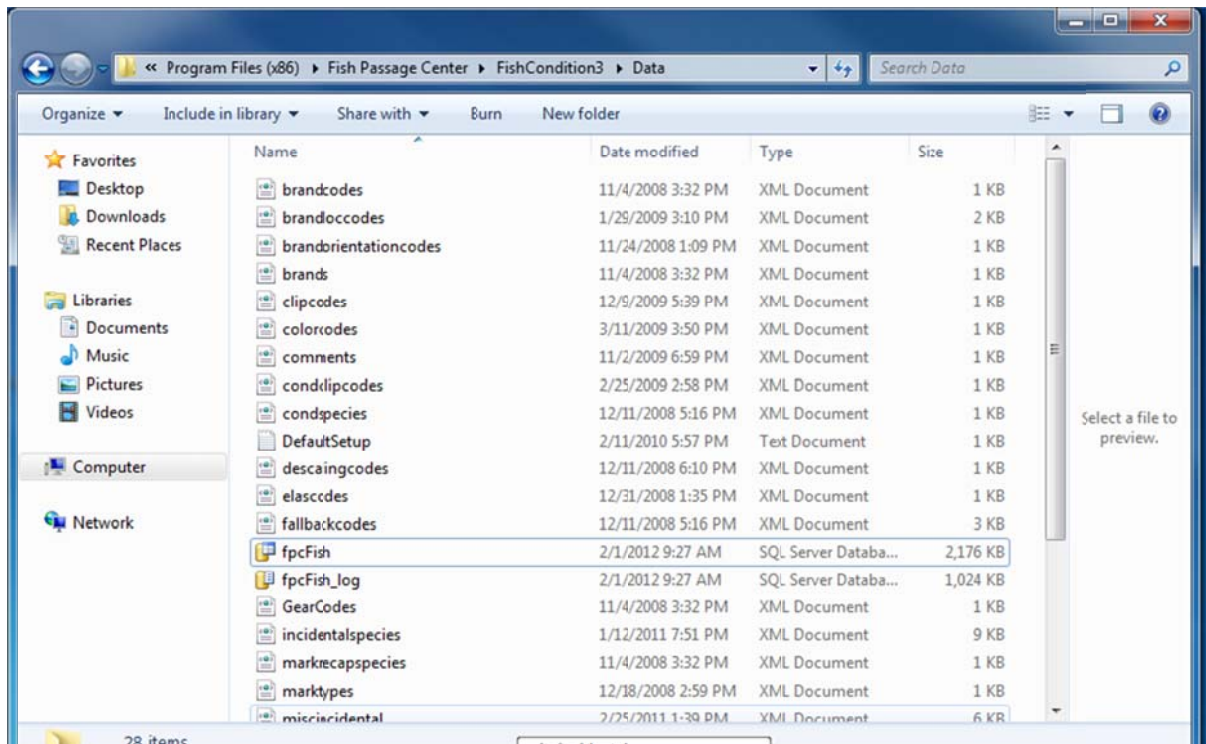 « Program Files (x86) ▸ Fish Passage Center ▸ FishCondition3 ▸ Data Search Data
Organize Include in library Share with Burn New folder
Favorites
Desktop
Downloads
Recent Places
Libraries
Documents
Music
Pictures
Videos
Computer
Network
Name Date modified Type Size
brandcodes 11/4/2008 3:32 PM XML Document 1 KB
brandoccodes 1/29/2009 3:10 PM XML Document 2 KB
brandorientationcodes 11/24/2008 1:09 PM XML Document 1 KB
brands 11/4/2008 3:32 PM XML Document 1 KB
clipcodes 12/9/2009 5:39 PM XML Document 1 KB
colorcodes 3/11/2009 3:50 PM XML Document 1 KB
comments 11/2/2009 6:59 PM XML Document 1 KB
condclipcodes 2/25/2009 2:58 PM XML Document 1 KB
condspecies 12/11/2008 5:16 PM XML Document 1 KB
DefaultSetup 2/11/2010 5:57 PM Text Document 1 KB
descaingcodes 12/11/2008 6:10 PM XML Document 1 KB
elascodes 12/31/2008 1:35 PM XML Document 1 KB
fallbackcodes 12/11/2008 5:16 PM XML Document 3 KB
fpcFish 2/1/2012 9:27 AM SQL Server Databa... 2,176 KB
fpcFish_log 2/1/2012 9:27 AM SQL Server Databa... 1,024 KB
GearCodes 11/4/2008 3:32 PM XML Document 1 KB
incidentalspecies 1/12/2011 7:51 PM XML Document 9 KB
markrecapspecies 11/4/2008 3:32 PM XML Document 1 KB
marktypes 12/18/2008 2:59 PM XML Document 1 KB
miscincidental 2/25/2011 1:39 PM XML Document 6 KB
Select a file to
preview.
28 items